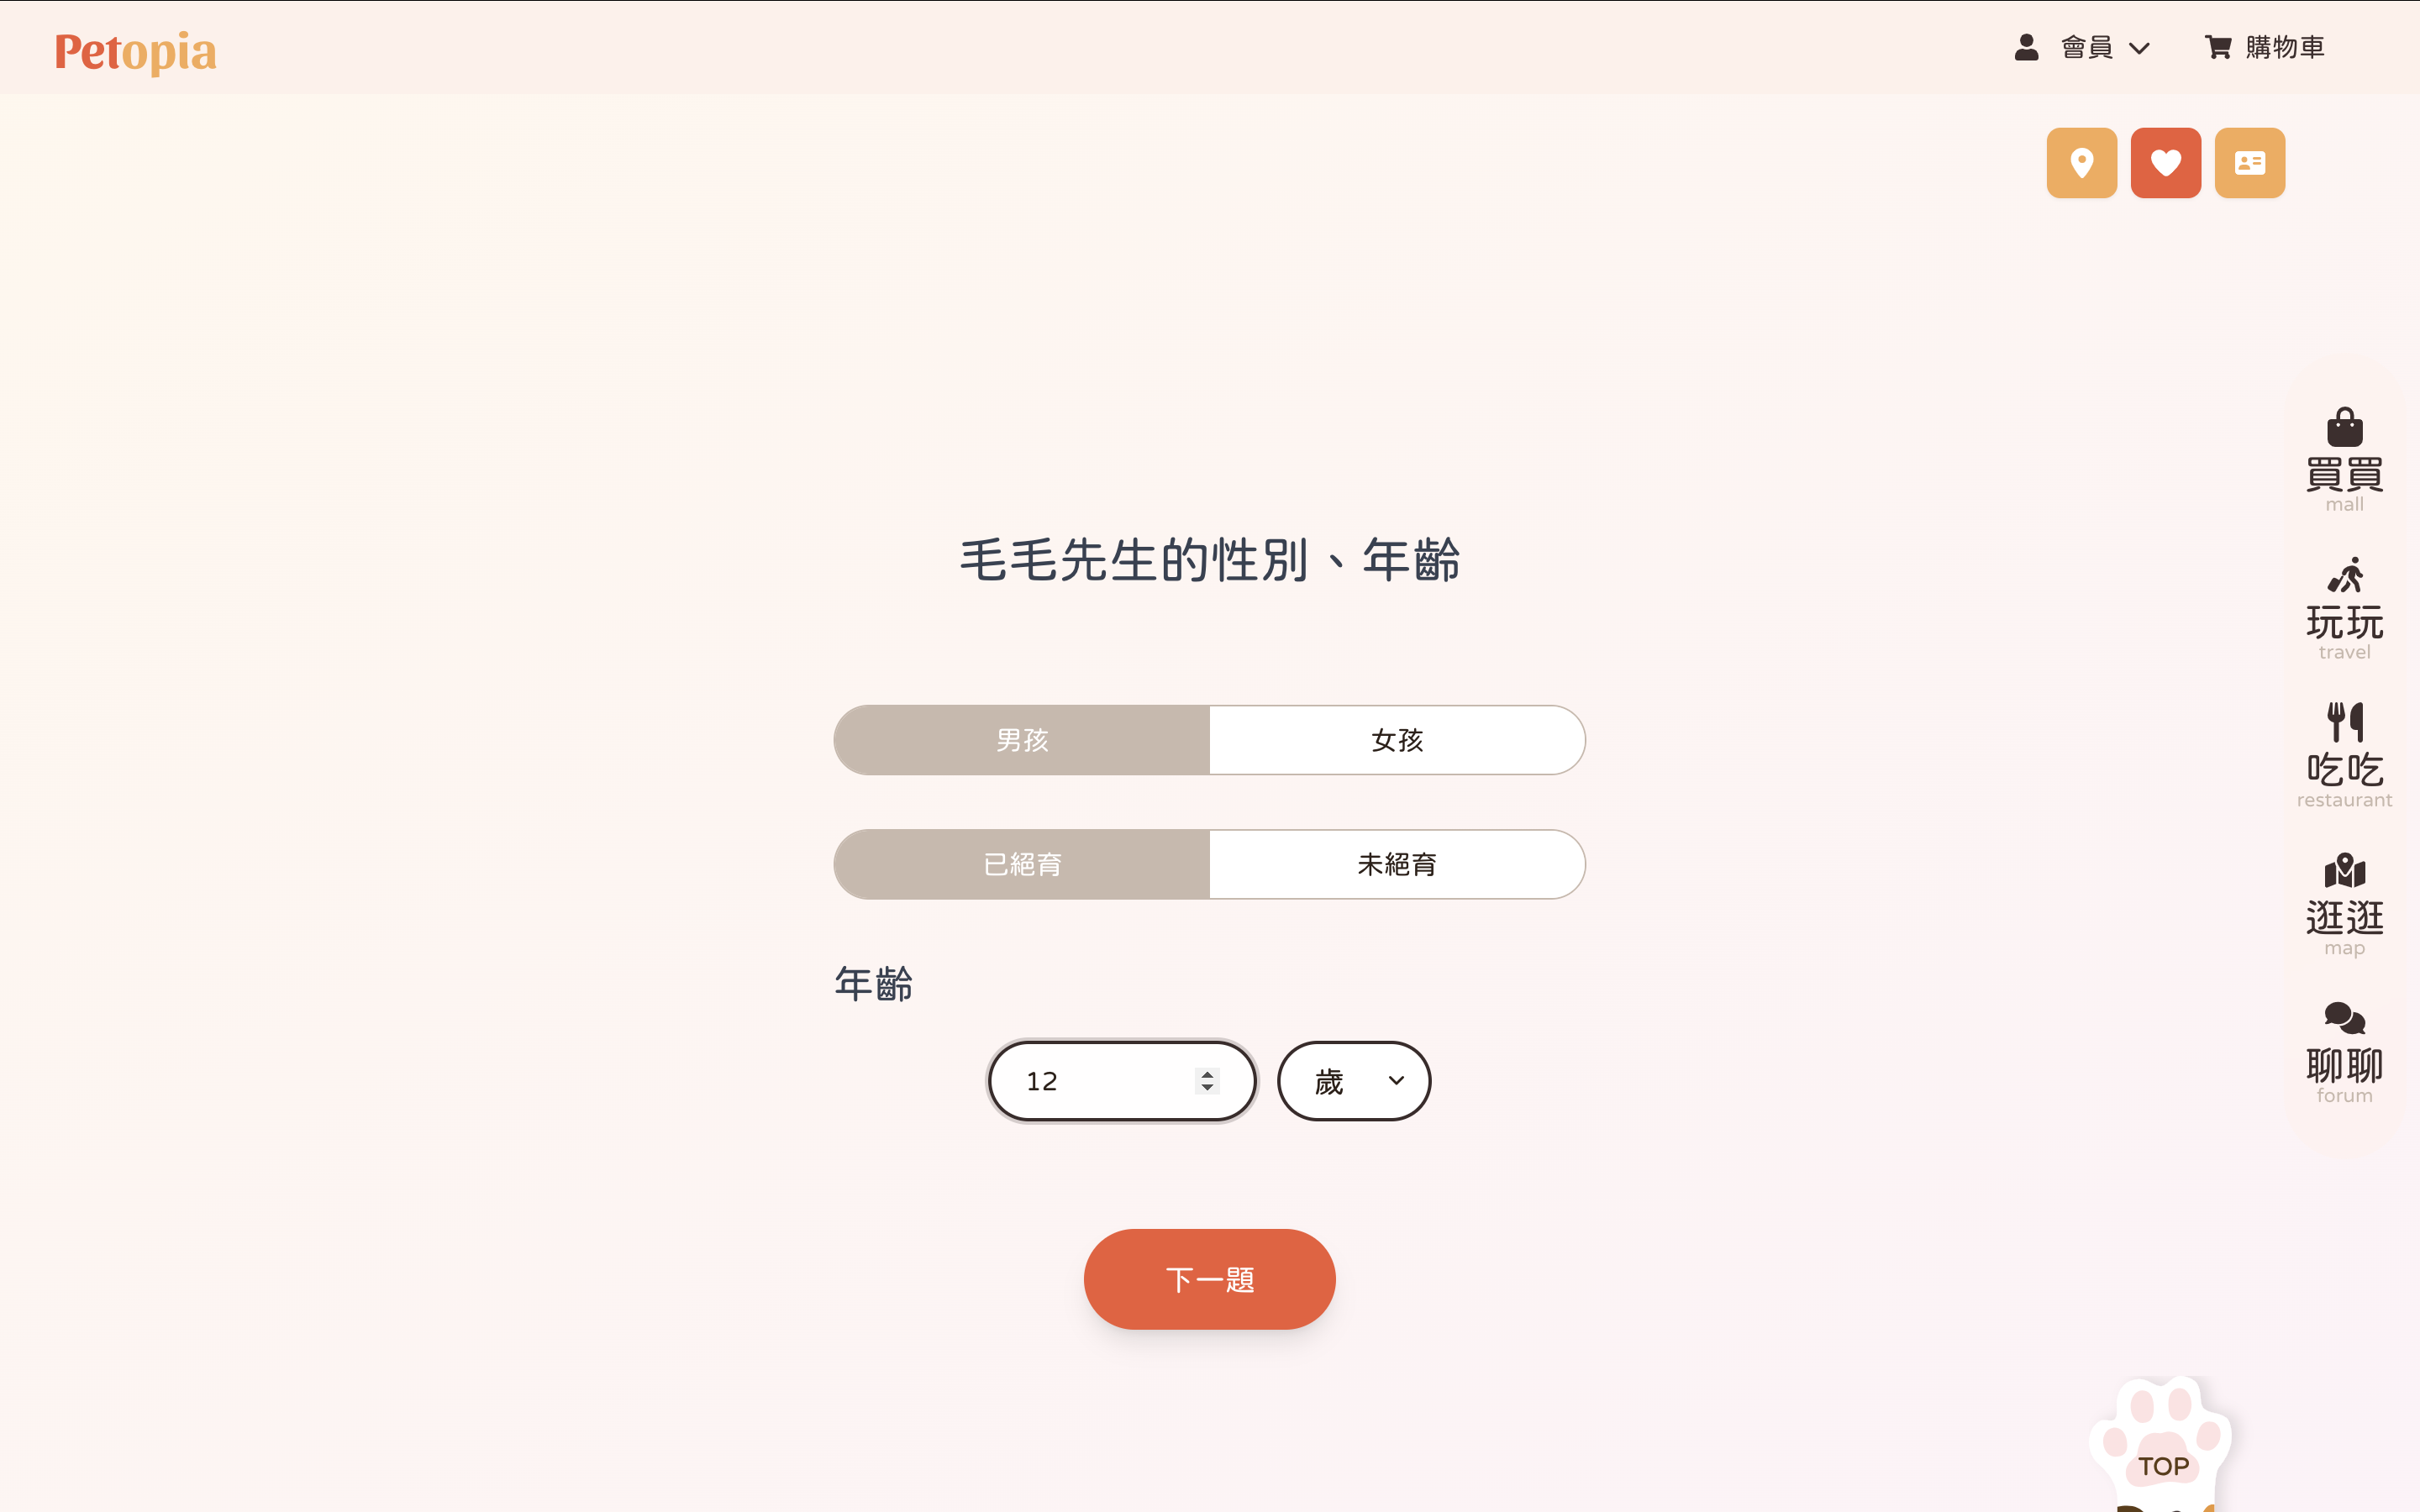 Petopia
會員
購物車
毛毛先生的性別、年齡
男孩
女孩
已絕育
未絕育
年齡
12
歲
下一題
買買
mall
玩玩
travel
吃吃
restaurant
逛逛
map
聊聊
forum
TOP